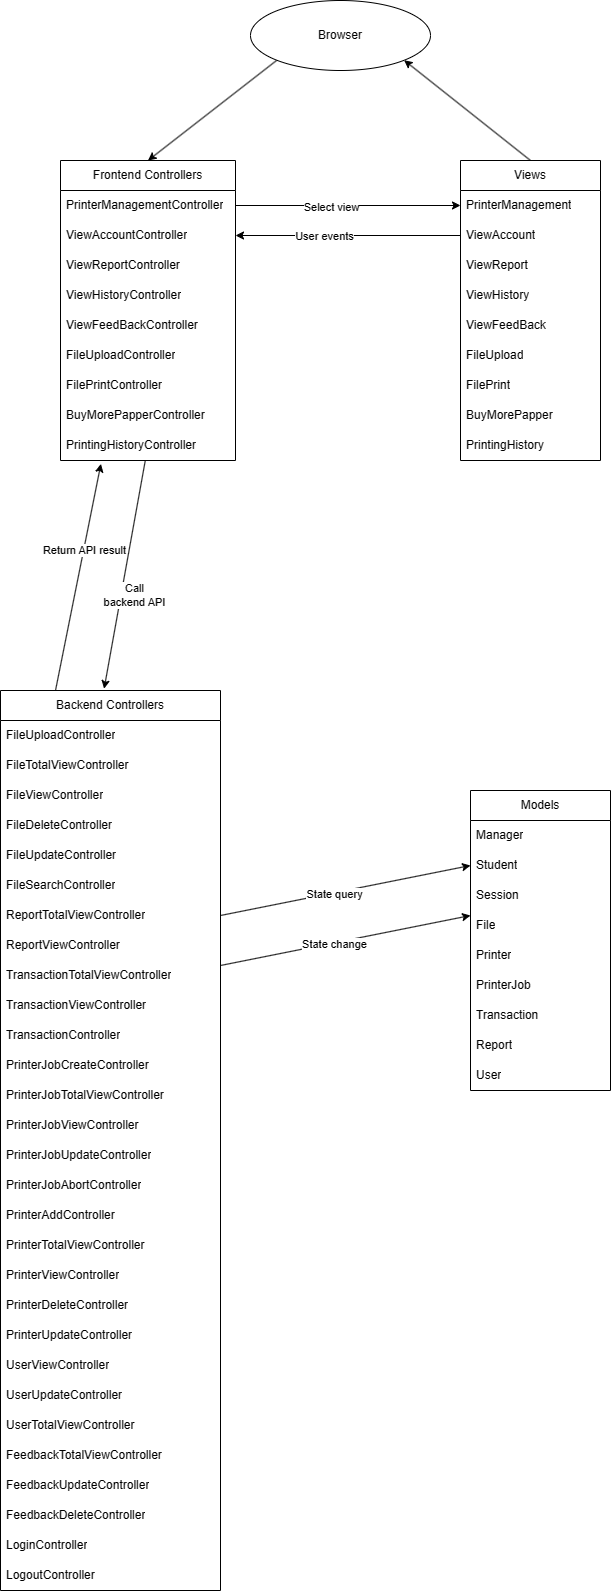 Browser
Frontend Controllers
PrinterManagementController
ViewAccountController
ViewReportController
ViewHistoryController
ViewFeedBackController
FileUploadController
FilePrintController
BuyMorePapperController
PrintingHistoryController
Select view
User events
Views
PrinterManagement
ViewAccount
ViewReport
ViewHistory
ViewFeedBack
FileUpload
FilePrint
BuyMorePapper
PrintingHistory
Return API result
Call
backend API
Backend Controllers
FileUploadController
FileTotalViewController
FileViewController
FileDeleteController
FileUpdateController
FileSearchController
ReportTotalViewController
ReportViewController
TransactionTotalViewController
TransactionViewController
TransactionController
PrinterJobCreateController
PrinterJobTotalViewController
PrinterJobViewController
PrinterJobUpdateController
PrinterJobAbortController
PrinterAddController
PrinterTotalViewController
PrinterViewController
PrinterDeleteController
PrinterUpdateController
UserViewController
UserUpdateController
UserTotalViewController
FeedbackTotalViewController
FeedbackUpdateController
FeedbackDeleteController
LoginController
LogoutController
State query
State change
Models
Manager
Student
Session
File
Printer
PrinterJob
Transaction
Report
User